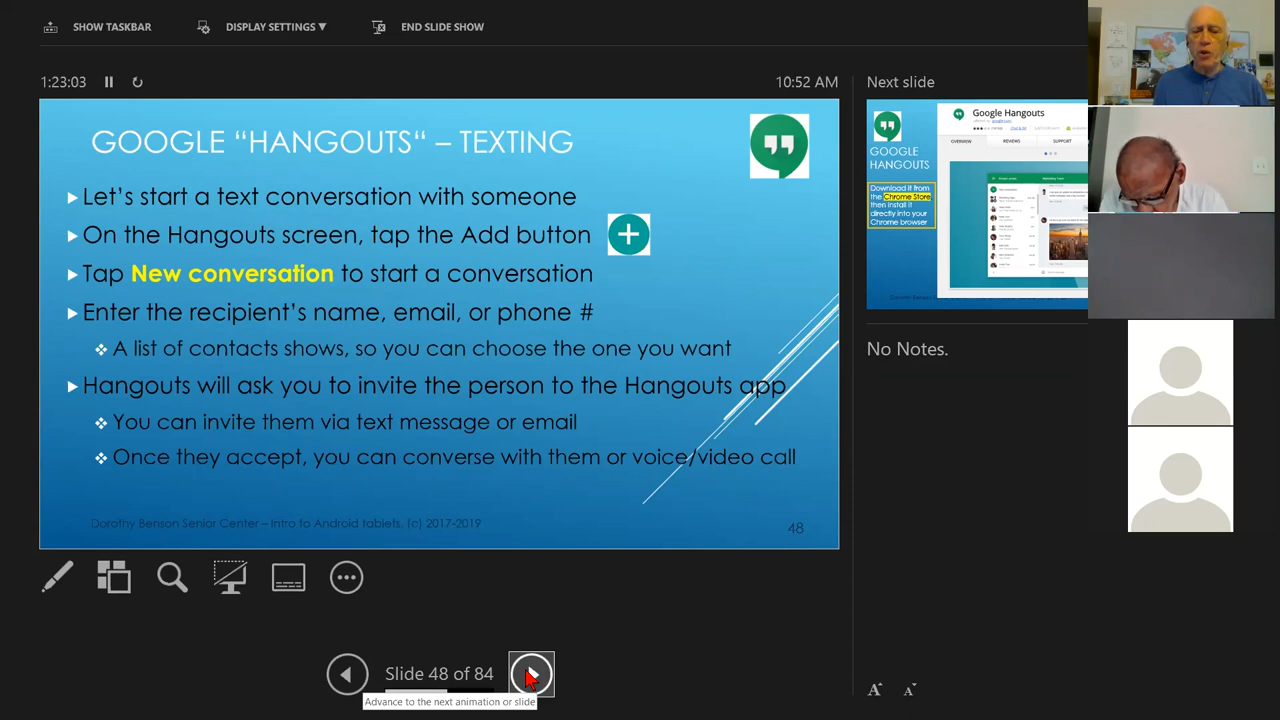 SHOW TASKBAR
DISPLAY SETTINGS ▼
END SLIDE SHOW
1:23:03
10:52 AM
GOOGLE “HANGOUTS“ – TEXTING
Let’s start a text conversation with someone
On the Hangouts screen, tap the Add button
Tap New conversation to start a conversation
Enter the recipient’s name, email, or phone #
A list of contacts shows, so you can choose the one you want
Hangouts will ask you to invite the person to the Hangouts app
You can invite them via text message or email
Once they accept, you can converse with them or voice/video call
Dorothy Benson Senior Center – Intro to Android tablets. (c) 2017-2019
48
Slide 48 of 84
Advance to the next animation or slide
Next slide
GOOGLE
HANGOUTS
Download it from
the Chrome Store,
then install it
directly into your
Chrome browser
Google Hangouts
OVERVIEW
REVIEWS
SUPPORT
No Notes.
A A